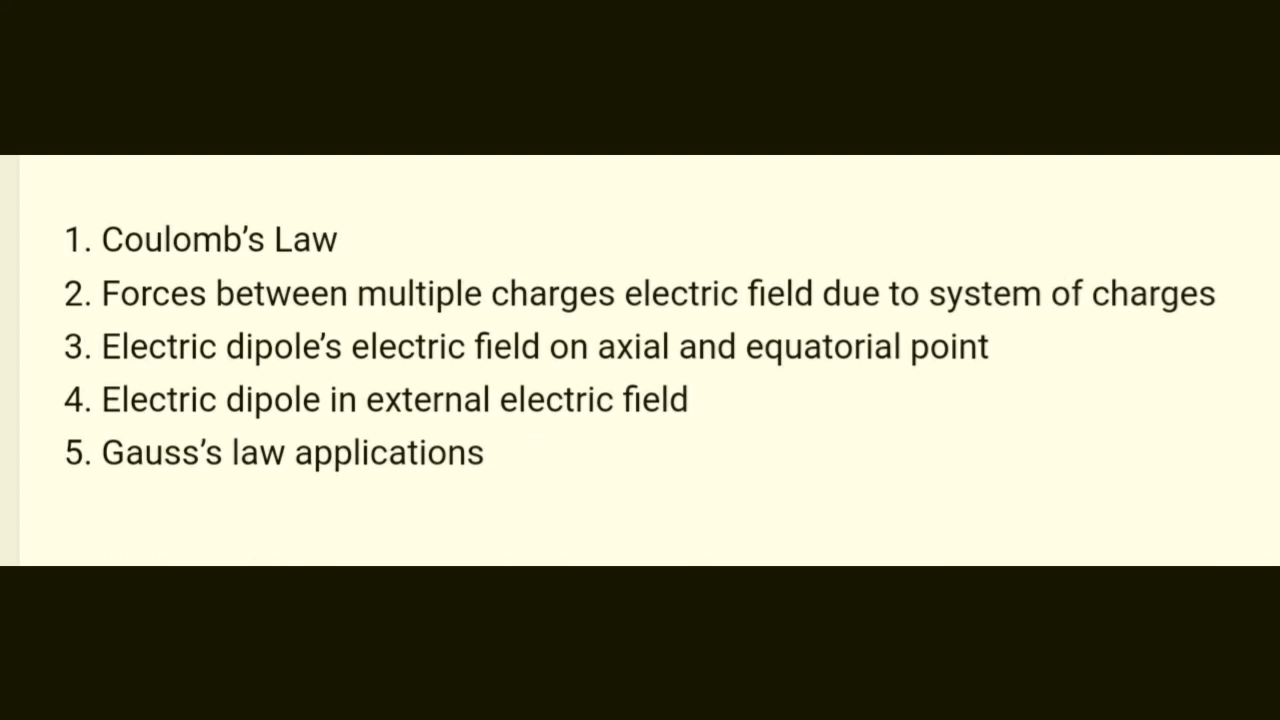 1. Coulomb’s Law
2. Forces between multiple charges electric field due to system of charges
3. Electric dipole’s electric field on axial and equatorial point
4. Electric dipole in external electric field
5. Gauss’s law applications